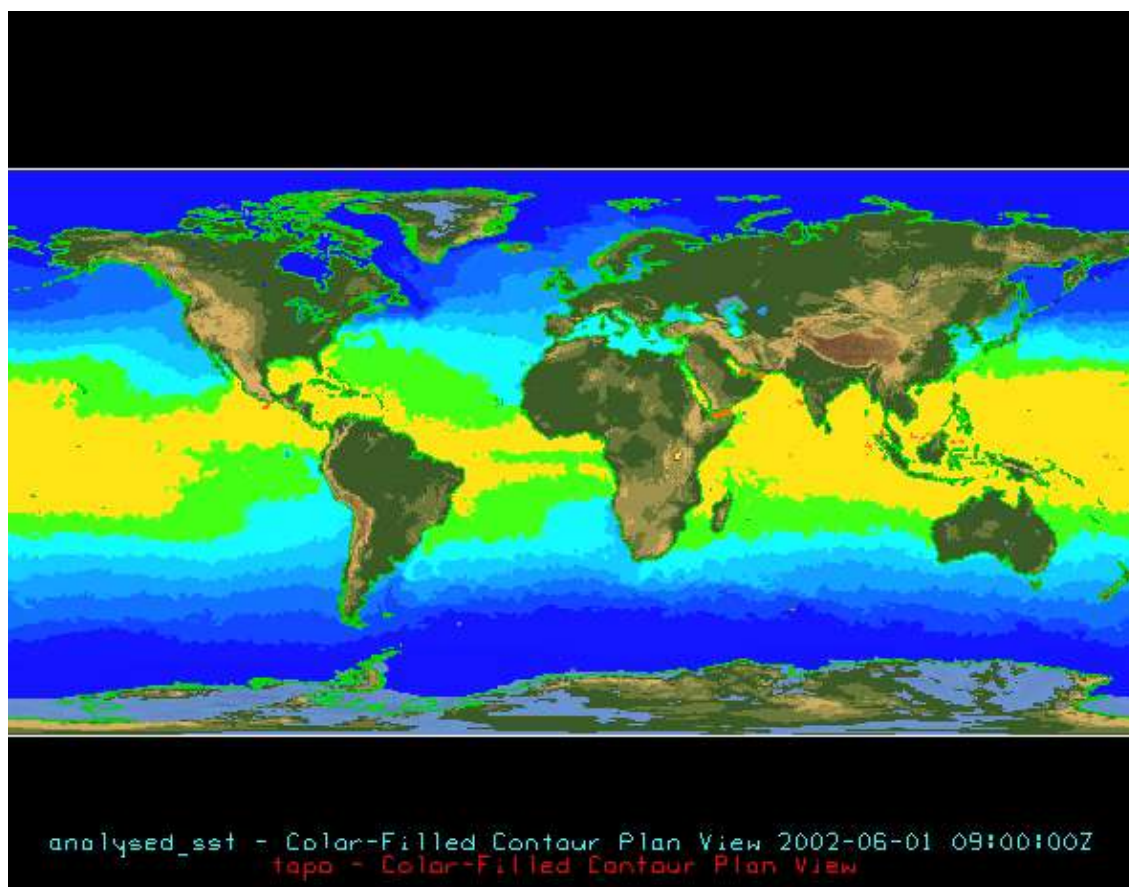 analysed_sst - Color-Filled Contour Plan View 2002-06-01 09:00:00Z
topo - Color-Filled Contour Plan View